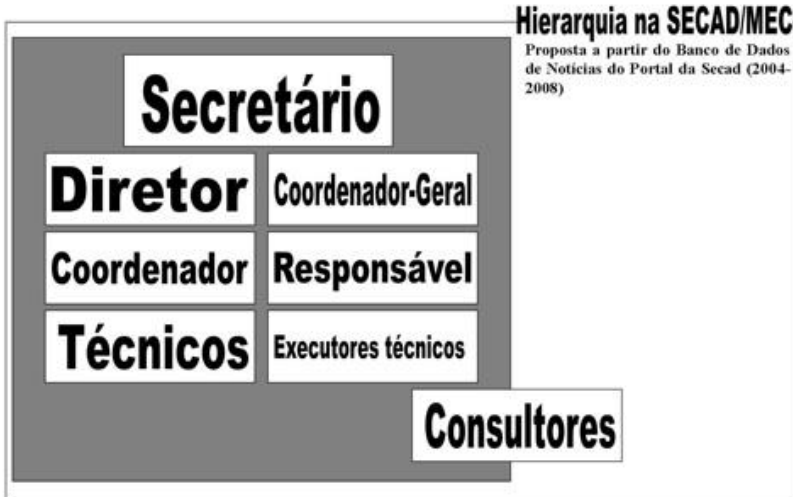 Hierarquia na SECAD/MEC
Proposta a partir do Banco de Dados
de Notícias do Portal da Secad (2004-
2008)
Secretário
Diretor
Coordenador-Geral
Coordenador
Responsável
Técnicos
Executores técnicos
Consultores